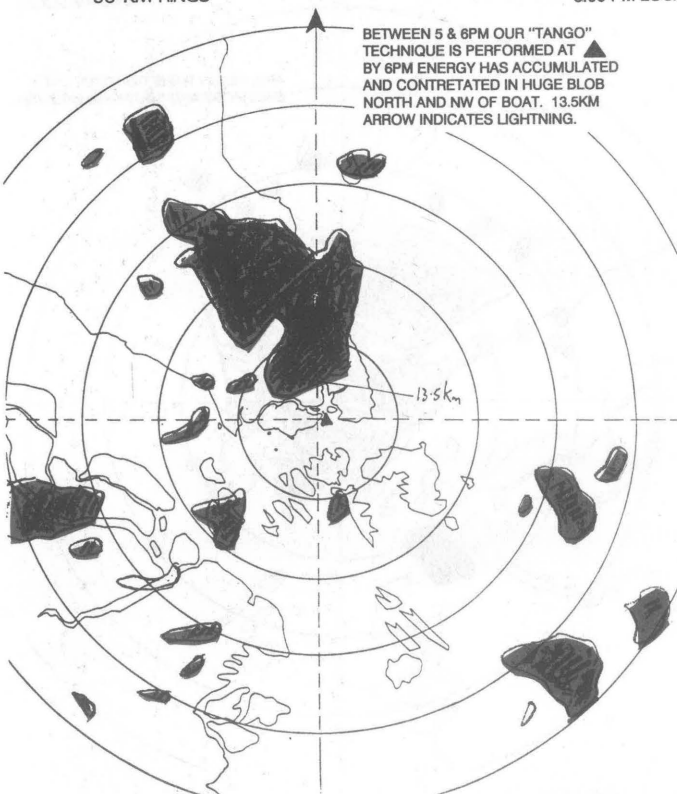 BETWEEN 5 & 6PM OUR "TANGO"
TECHNIQUE IS PERFORMED AT ▲
BY 6PM ENERGY HAS ACCUMULATED
AND CONTRETATED IN HUGE BLOB
NORTH AND NW OF BOAT. 13.5KM
ARROW INDICATES LIGHTNING.
13.5km